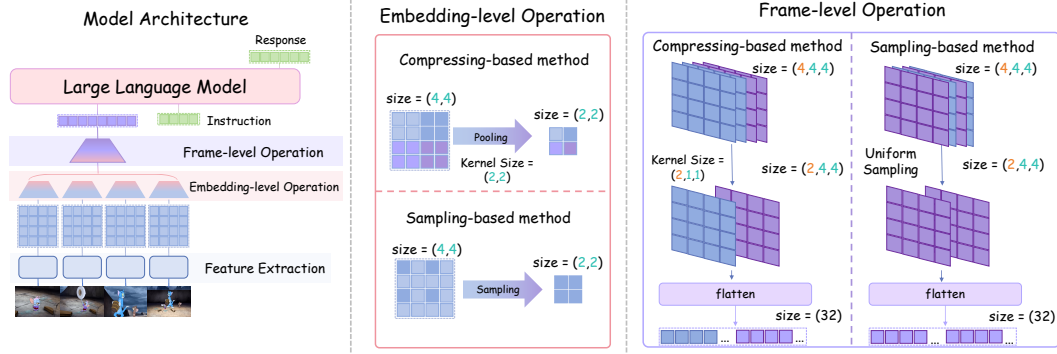 Model Architecture
Response
Large Language Model
Instruction
Frame-level Operation
Embedding-level Operation
Feature Extraction
Embedding-level Operation
Compressing-based method
size = (4,4)
size = (2,2)
Pooling
Kernel Size =
(2,2)
Sampling-based method
size = (4,4)
size = (2,2)
Sampling
Frame-level Operation
Compressing-based method
size = (4,4,4)
Kernel Size =
(2,1,1)
size = (2,4,4)
flatten
size = (32)
...
...
Sampling-based method
size = (4,4,4)
Uniform
Sampling
size = (2,4,4)
flatten
size = (32)
...
...